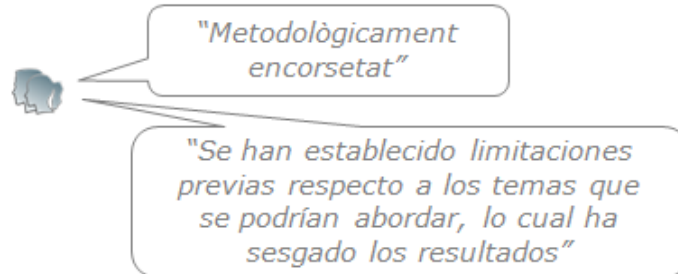 “Metodològicament
encorsetat”
“Se han establecido limitaciones
previas respecto a los temas que
se podrían abordar, lo cual ha
sesgado los resultados”